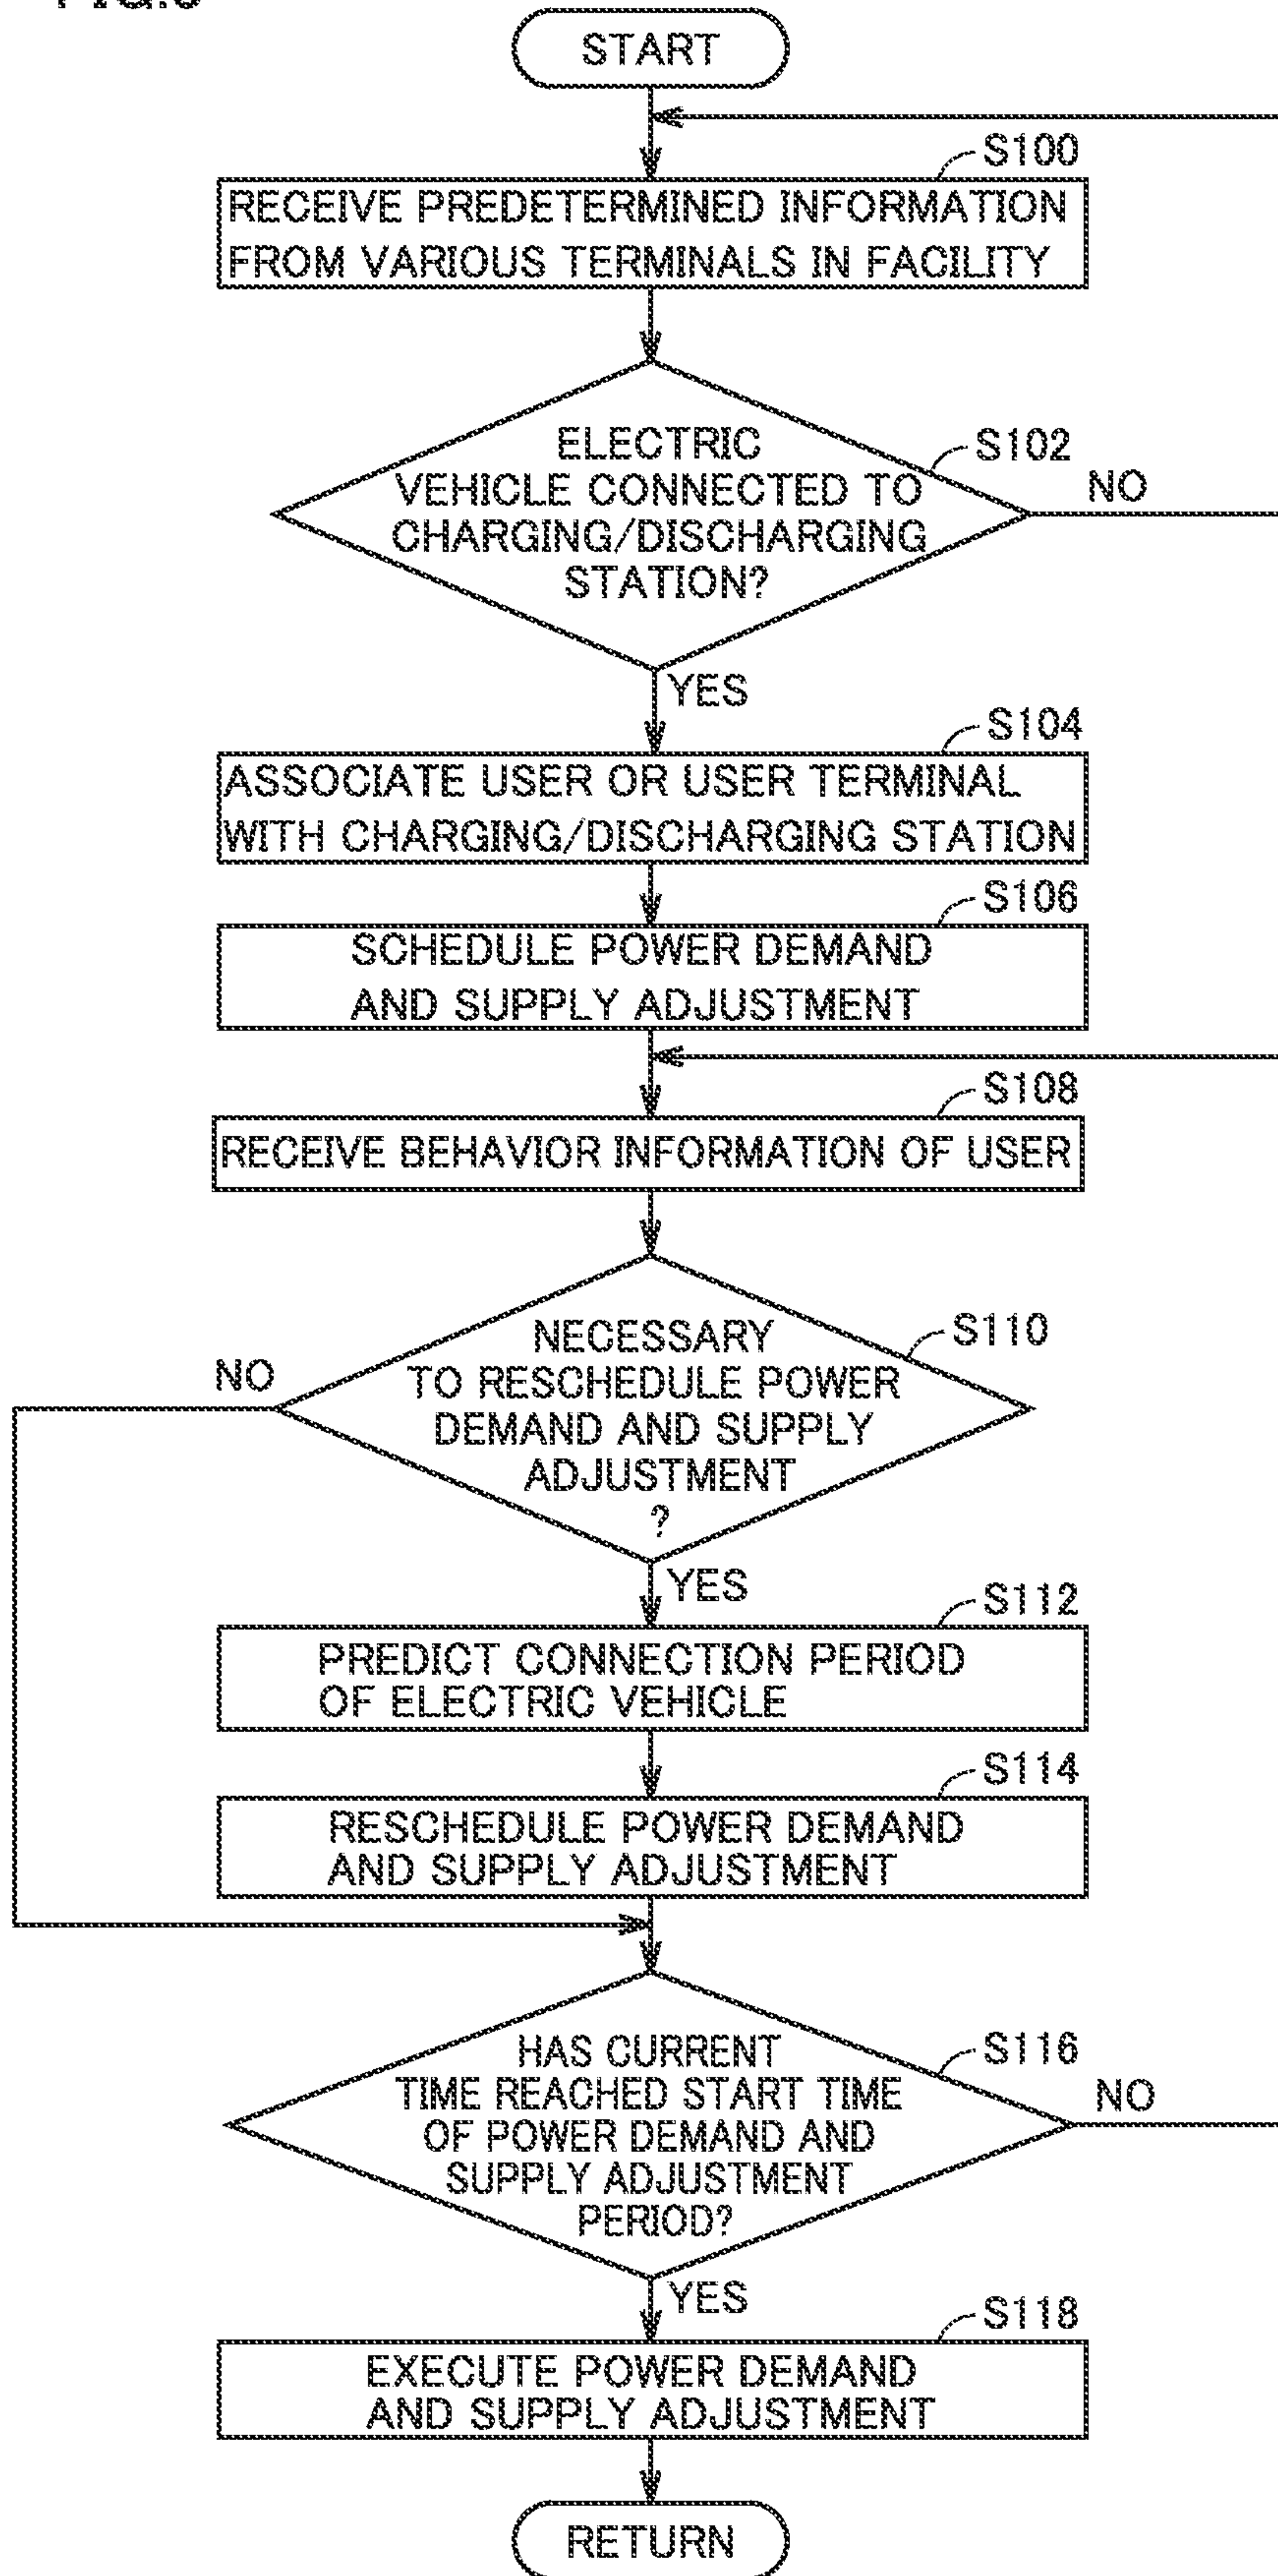 START
S100
RECEIVE PREDETERMINED INFORMATION
FROM VARIOUS TERMINALS IN FACILITY
S102
ELECTRIC
VEHICLE CONNECTED TO
CHARGING/DISCHARGING
STATION?
NO
YES
S104
ASSOCIATE USER OR USER TERMINAL
WITH CHARGING/DISCHARGING STATION
S106
SCHEDULE POWER DEMAND
AND SUPPLY ADJUSTMENT
S108
RECEIVE BEHAVIOR INFORMATION OF USER
S110
NO
NECESSARY
TO RESCHEDULE POWER
DEMAND AND SUPPLY
ADJUSTMENT
?
YES
S112
PREDICT CONNECTION PERIOD
OF ELECTRIC VEHICLE
S114
RESCHEDULE POWER DEMAND
AND SUPPLY ADJUSTMENT
S116
HAS CURRENT
TIME REACHED START TIME
OF POWER DEMAND AND
SUPPLY ADJUSTMENT
PERIOD?
NO
YES
S118
EXECUTE POWER DEMAND
AND SUPPLY ADJUSTMENT
RETURN